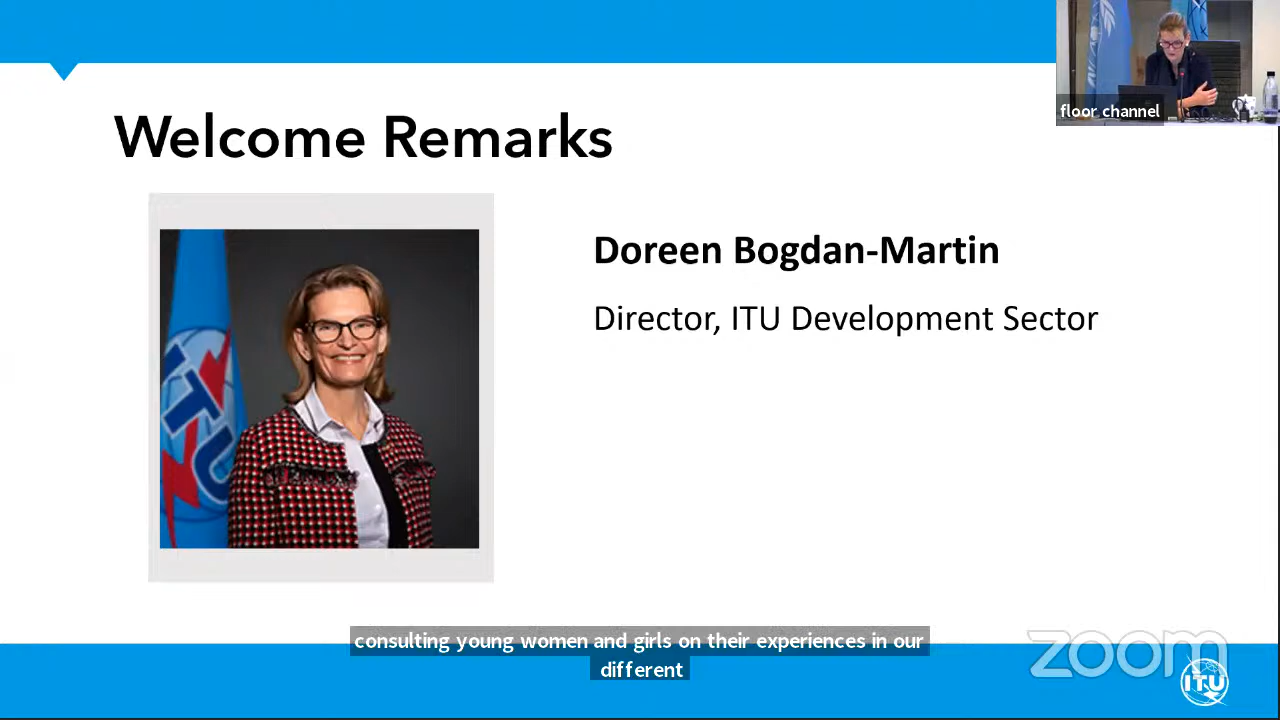 floor channel
Welcome Remarks
ITU
Doreen Bogdan-Martin
Director, ITU Development Sector
consulting young women and girls on their experiences in our
different
zoom
ITU